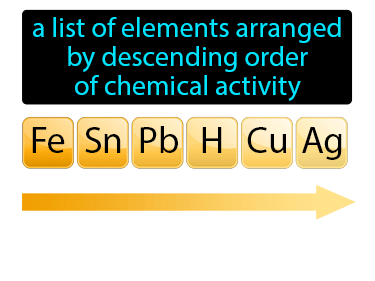 a list of elements arranged
by descending order
of chemical activity
Fe Sn Pb H Cu Ag